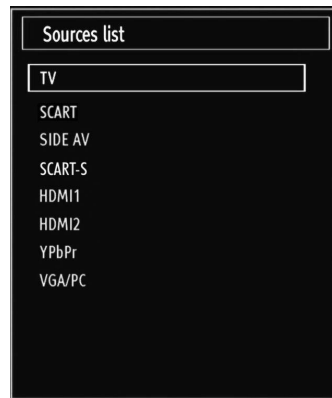 Sources list
TV
SCART
SIDE AV
SCART-S
HDMI1
HDMI2
YPbPr
VGA/PC